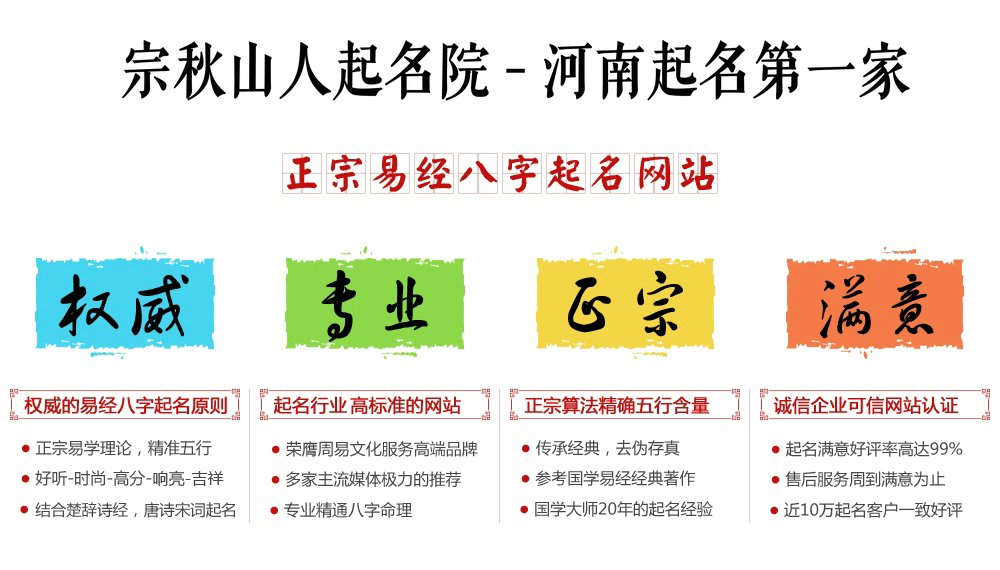 宗秋山人起名院 - 河南起名第一家
正宗易经八字起名网站
权威
专业
正宗
满意
权威的易经八字起名原则
正宗易学理论，精准五行
好听-时尚-高分-响亮-吉祥
结合楚辞诗经，唐诗宋词起名
起名行业 高标准的网站
荣膺周易文化服务高端品牌
多家主流媒体极力的推荐
专业精通八字命理
正宗算法精确五行含量
传承经典，去伪存真
参考国学易经经典著作
国学大师20年的起名经验
诚信企业可信网站认证
起名满意好评率高达99%
售后服务周到满意为止
近10万起名客户一致好评